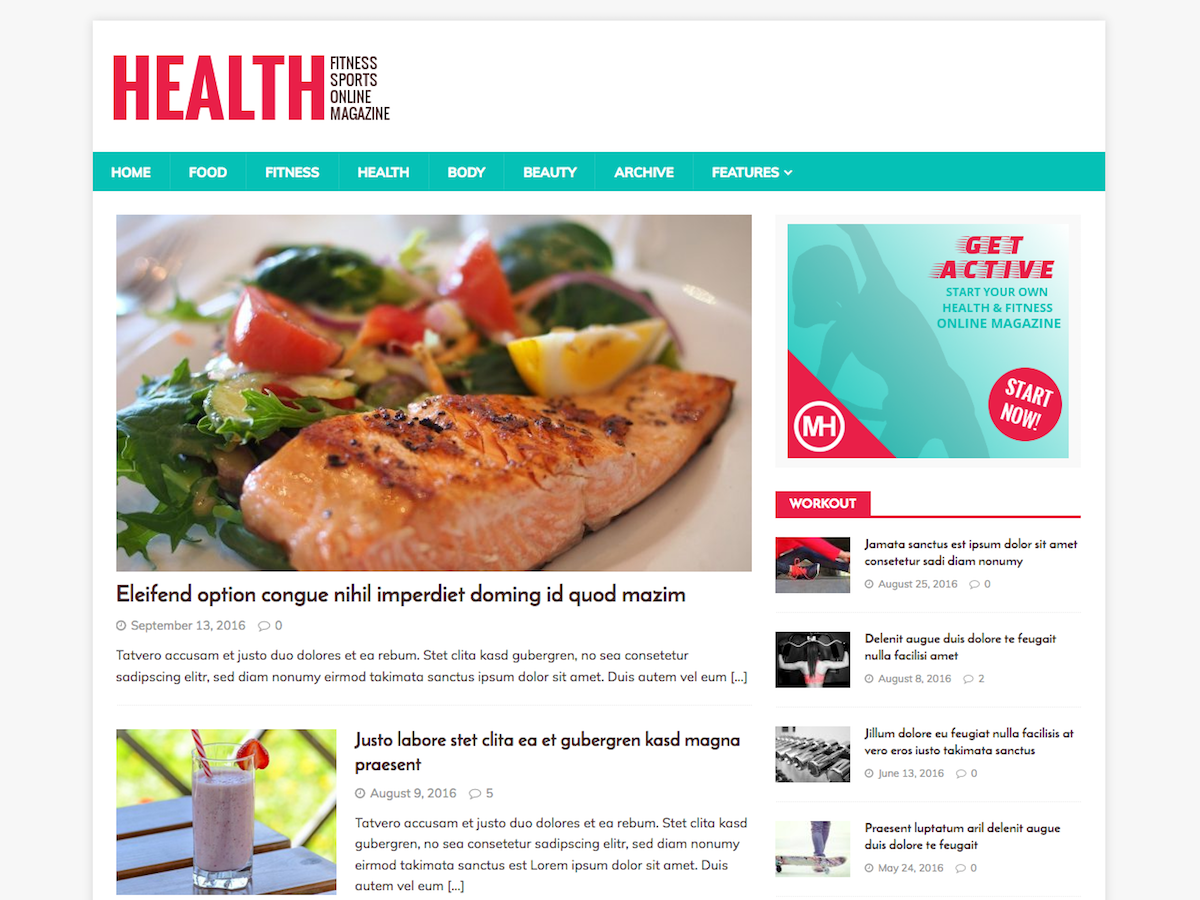 HEALTH
FITNESS
SPORTS
ONLINE
MAGAZINE
HOME FOOD FITNESS HEALTH BODY BEAUTY ARCHIVE FEATURES
Eleifend option congue nihil imperdiet doming id quod mazim
September 13, 2016 0
Tatvero accusam et justo duo dolores et ea rebum. Stet clita kasd gubergren, no sea consetetur
sadipscing elitr, sed diam nonumy eirmod takimata sanctus ipsum dolor sit amet. Duis autem vel eum [...]
Justo labore stet clita ea et gubergren kasd magna
praesent
August 9, 2016 5
Tatvero accusam et justo duo dolores et ea rebum. Stet clita kasd
gubergren, no sea consetetur sadipscing elitr, sed diam nonumy
eirmod takimata sanctus est Lorem ipsum dolor sit amet. Duis
autem vel eum [...]
GET
ACTIVE
START YOUR OWN
HEALTH & FITNESS
ONLINE MAGAZINE
START
NOW!
MH
WORKOUT
Jamata sanctus est ipsum dolor sit amet
consetetur sadi diam nonumy
August 25, 2016 0
Delenit augue duis dolore te feugait
nulla facilisi amet
August 8, 2016 2
Jillum dolore eu feugiat nulla facilisis at
vero eros iusto takimata sanctus
June 13, 2016 0
Praesent luptatum aril delenit augue
duis dolore te feugait
May 24, 2016 0